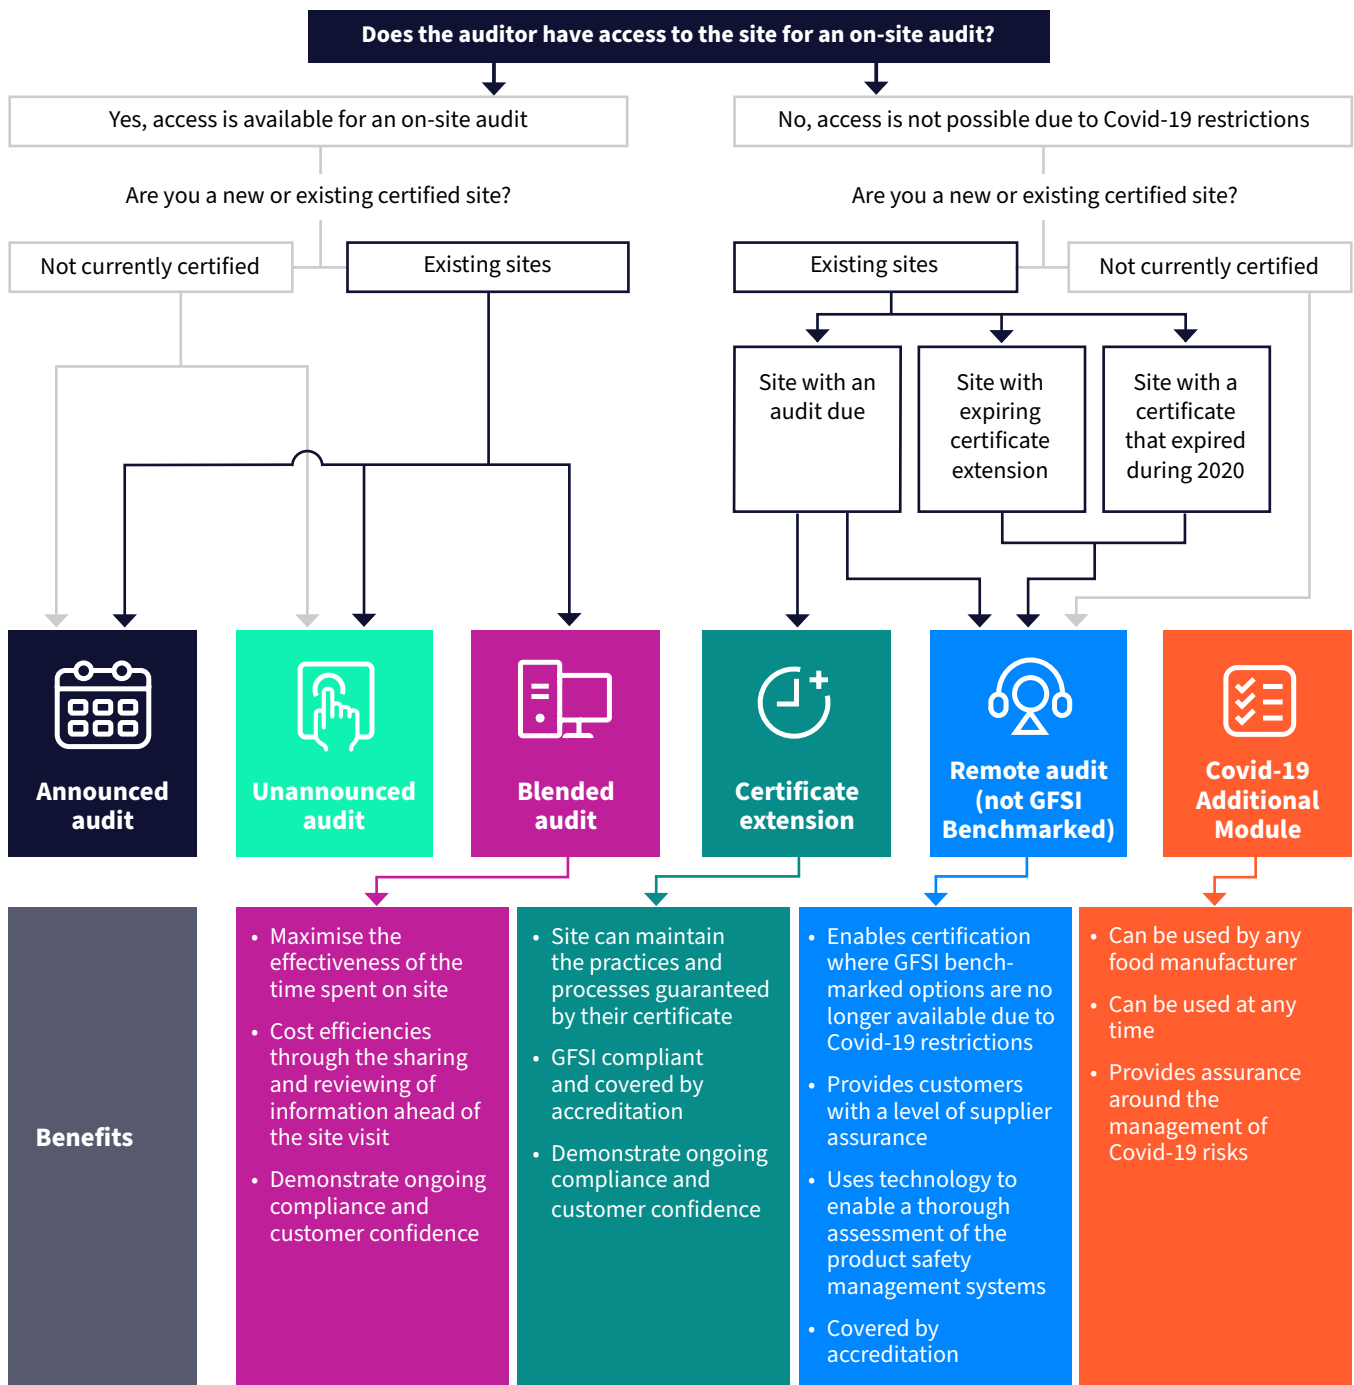 Does the auditor have access to the site for an on-site audit?
Yes, access is available for an on-site audit
No, access is not possible due to Covid-19 restrictions
Are you a new or existing certified site?
Are you a new or existing certified site?
Not currently certified
Existing sites
Existing sites
Not currently certified
Site with an
audit due
Site with
expiring
certificate
extension
Site with a
certificate
that expired
during 2020
Announced
audit
Unannounced
audit
Blended
audit
Certificate
extension
Remote audit
(not GFSI
Benchmarked)
Covid-19
Additional
Module
Benefits
• Maximise the
effectiveness of the
time spent on site
• Cost efficiencies
through the sharing
and reviewing of
information ahead of
the site visit
• Demonstrate ongoing
compliance and
customer confidence
• Site can maintain
the practices and
processes guaranteed
by their certificate
• GFSI compliant
and covered by
accreditation
• Demonstrate ongoing
compliance and
customer confidence
• Enables certification
where GFSI bench-
marked options are no
longer available due to
Covid-19 restrictions
• Provides customers
with a level of supplier
assurance
• Uses technology to
enable a thorough
assessment of the
product safety
management systems
• Covered by
accreditation
• Can be used by any
food manufacturer
• Can be used at any
time
• Provides assurance
around the
management of
Covid-19 risks